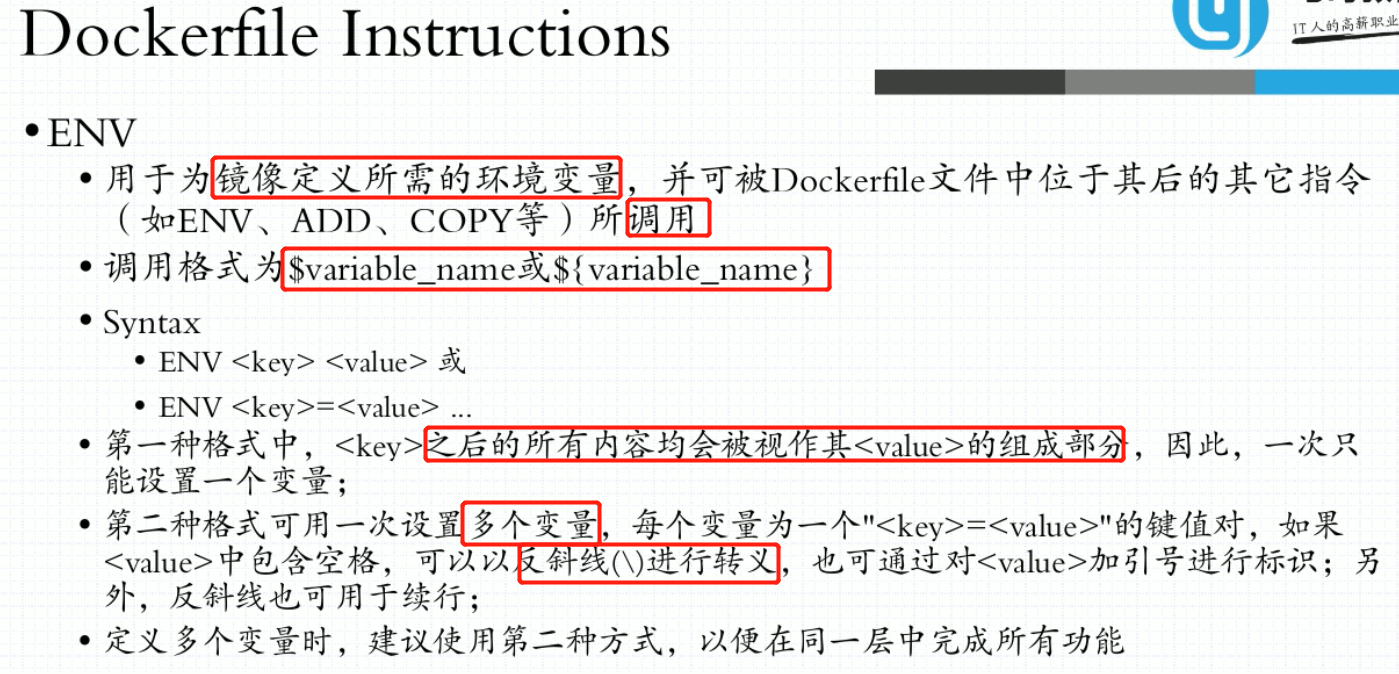 Dockerfile Instructions
IT人的高薪职业
•ENV
• 用于为镜像定义所需的环境变量，并可被Dockerfile文件中位于其后的其它指令
（如ENV、ADD、COPY等）所调用
• 调用格式为$variable_name或${variable_name}
• Syntax
• ENV <key> <value> 或
• ENV <key>=<value> ...
• 第一种格式中，<key>之后的所有内容均会被视作其<value>的组成部分，因此，一次只
能设置一个变量；
• 第二种格式可用一次设置多个变量，每个变量为一个"<key>=<value>"的键值对，如果
<value>中包含空格，可以以反斜线(\)进行转义，也可通过对<value>加引号进行标识；另
外，反斜线也可用于续行；
• 定义多个变量时，建议使用第二种方式，以便在同一层中完成所有功能